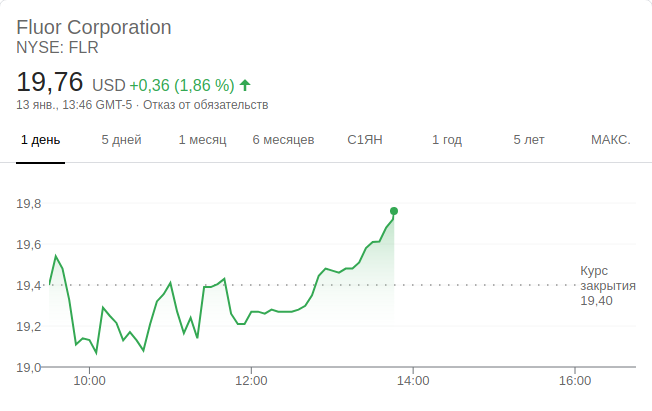 Fluor Corporation
NYSE: FLR
19,76 USD +0,36 (1,86 %)
13 янв., 13:46 GMT-5 · Отказ от обязательств
1 день 5 дней 1 месяц 6 месяцев С1ЯН 1 год 5 лет МАКС.
19,8
19,6
19,4
19,2
19,0
Курс
закрытия
19,40
10:00 12:00 14:00 16:00